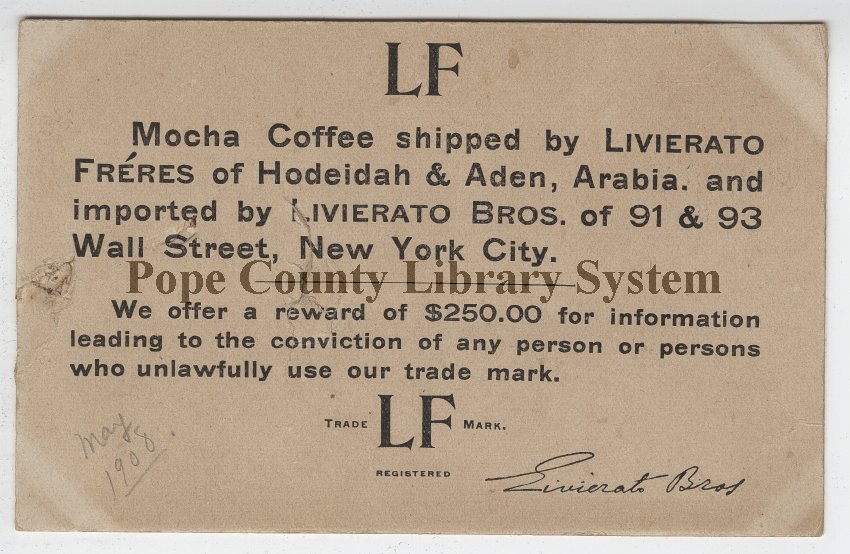 LF
Mocha Coffee shipped by LIVIERATO
FRÉRES of Hodeidah & Aden, Arabia. and
imported by LIVIERATO BROS. of 91 & 93
Wall Street, New York City.
Pope County Library System
We offer a reward of $250.00 for information
leading to the conviction of any person or persons
who unlawfully use our trade mark.
TRADE LF MARK.
REGISTERED
Livierato Bros
May 8
1908.